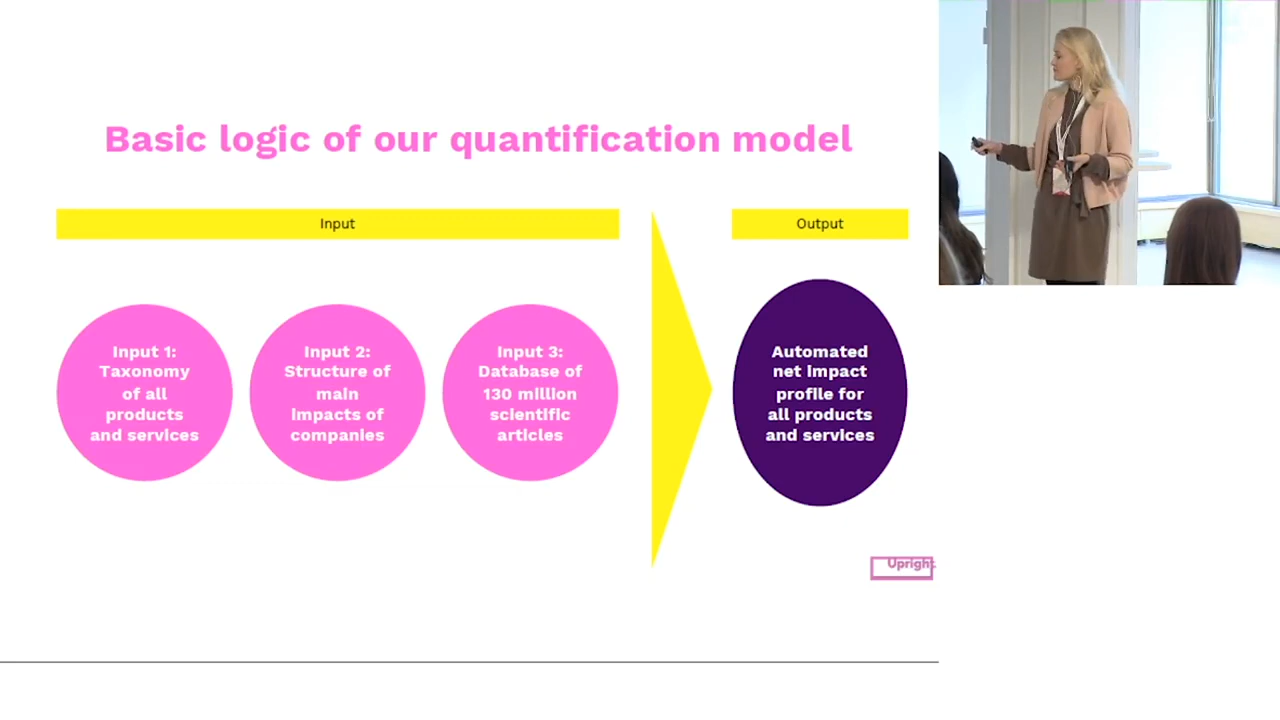 Basic logic of our quantification model
Input
Output
Input 1:
Taxonomy
of all
products
and services
Input 2:
Structure of
main
impacts of
companies
Input 3:
Database of
130 million
scientific
articles
Automated
net impact
profile for
all products
and services
Upright